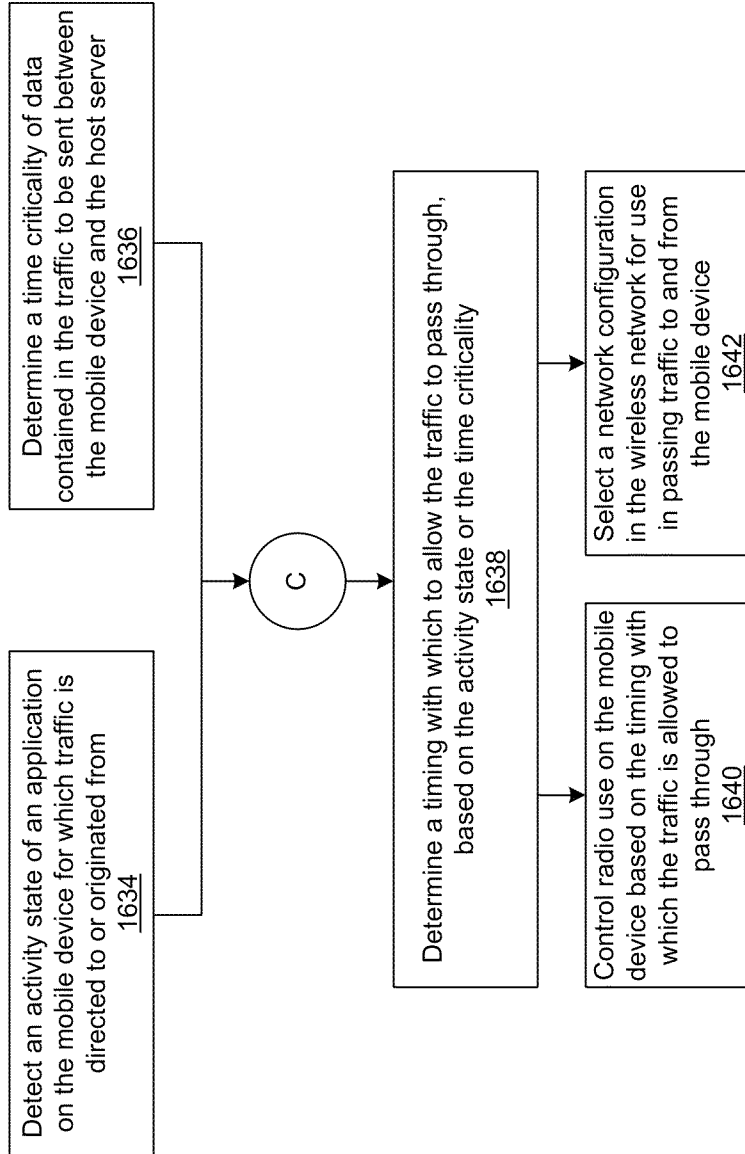 Detect an activity state of an application
on the mobile device for which traffic is
directed to or originated from
1634
Determine a time criticality of data
contained in the traffic to be sent between
the mobile device and the host server
1636
C
Determine a timing with which to allow the traffic to pass through,
based on the activity state or the time criticality
1638
Control radio use on the mobile
device based on the timing with
which the traffic is allowed to
pass through
1640
Select a network configuration
in the wireless network for use
in passing traffic to and from
the mobile device
1642